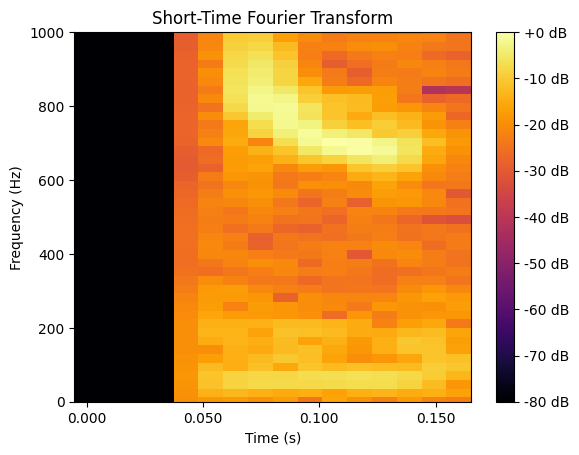 Short-Time Fourier Transform
1000
800
600
400
200
0
Frequency (Hz)
0.000
0.050
0.100
0.150
Time (s)
+0 dB
-10 dB
-20 dB
-30 dB
-40 dB
-50 dB
-60 dB
-70 dB
-80 dB